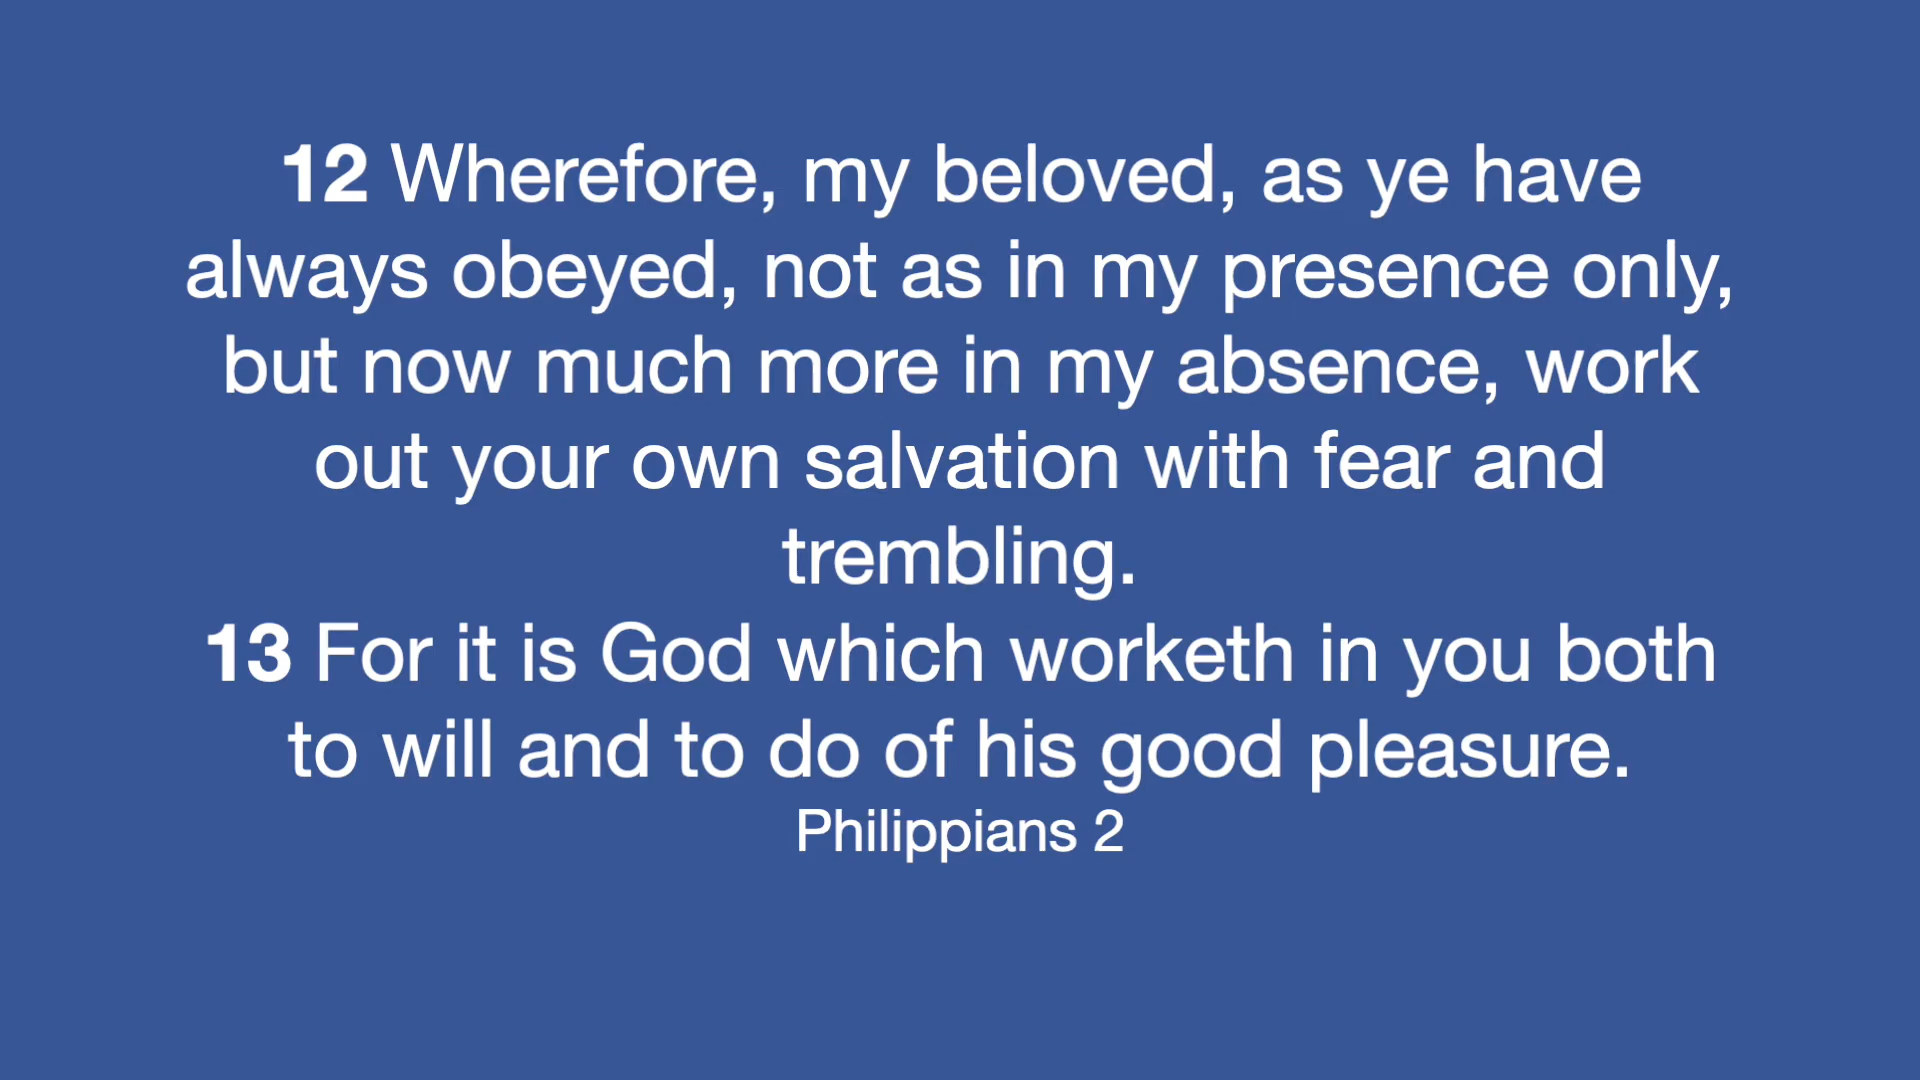 12 Wherefore, my beloved, as ye have
always obeyed, not as in my presence only,
but now much more in my absence, work
out your own salvation with fear and
trembling.
13 For it is God which worketh in you both
to will and to do of his good pleasure.
Philippians 2